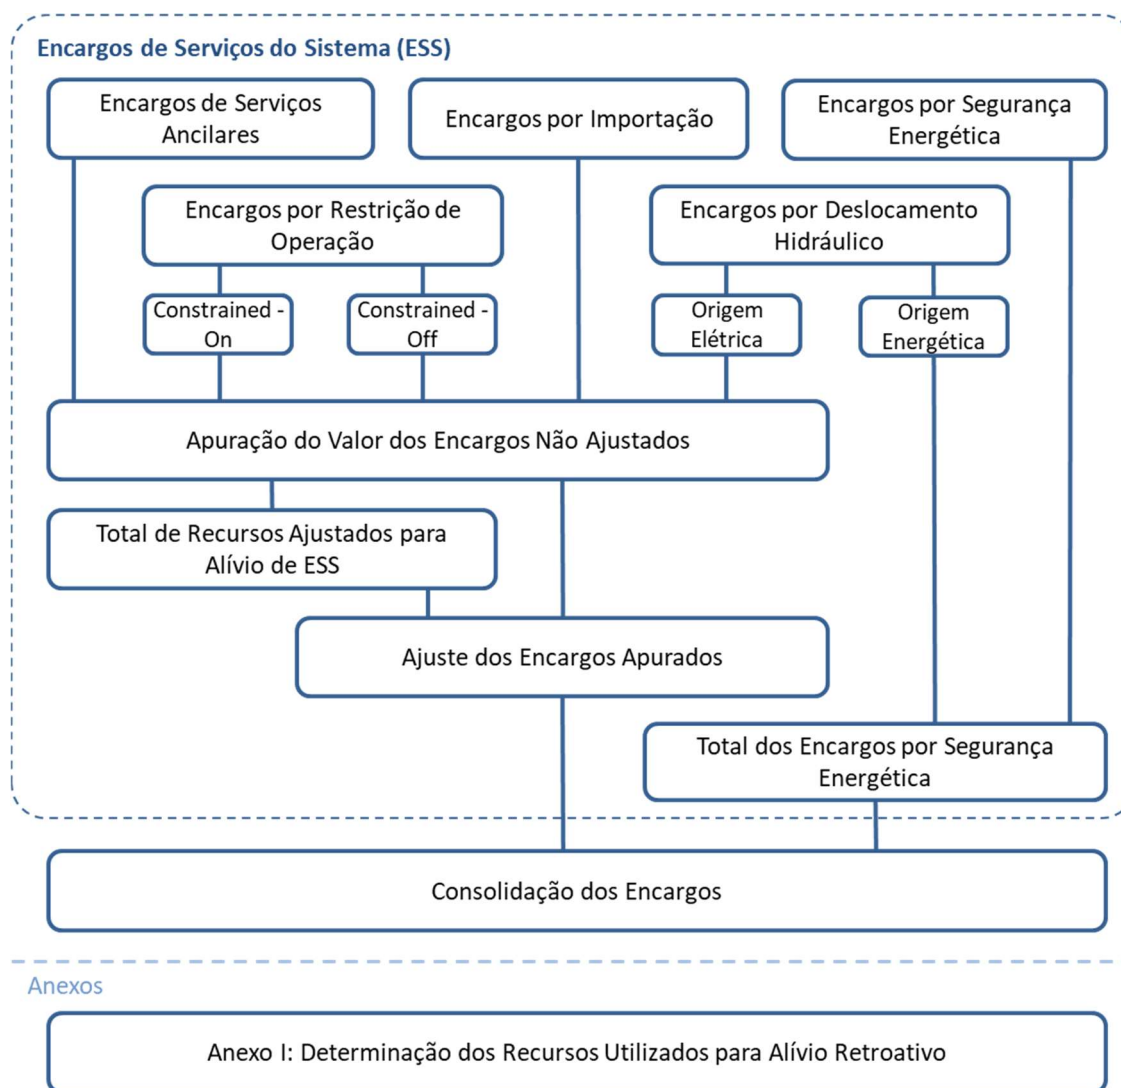 Encargos de Serviços do Sistema (ESS)
Encargos de Serviços
Ancilares
Encargos por Importação
Encargos por Segurança
Energética
Encargos por Restrição de
Operação
Encargos por Deslocamento
Hidráulico
Constrained -
On
Constrained -
Off
Origem
Elétrica
Origem
Energética
Apuração do Valor dos Encargos Não Ajustados
Total de Recursos Ajustados para
Alívio de ESS
Ajuste dos Encargos Apurados
Total dos Encargos por Segurança
Energética
Consolidação dos Encargos
Anexos
Anexo I: Determinação dos Recursos Utilizados para Alívio Retroativo